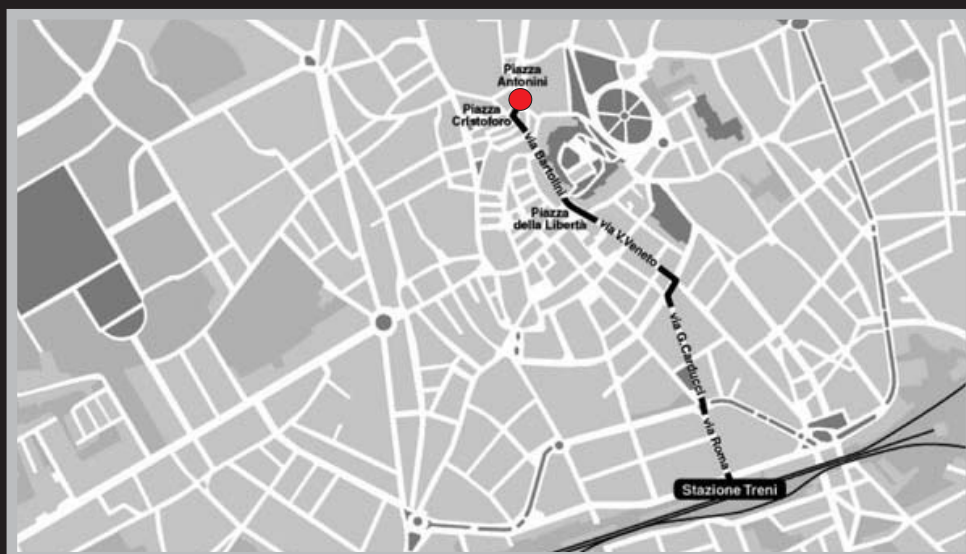 Piazza
Antonini
Piazza
Cristoforo
via Bartolini
Piazza
della Libertà
via V.Veneto
via G.Carducci
via Roma
Stazione Treni